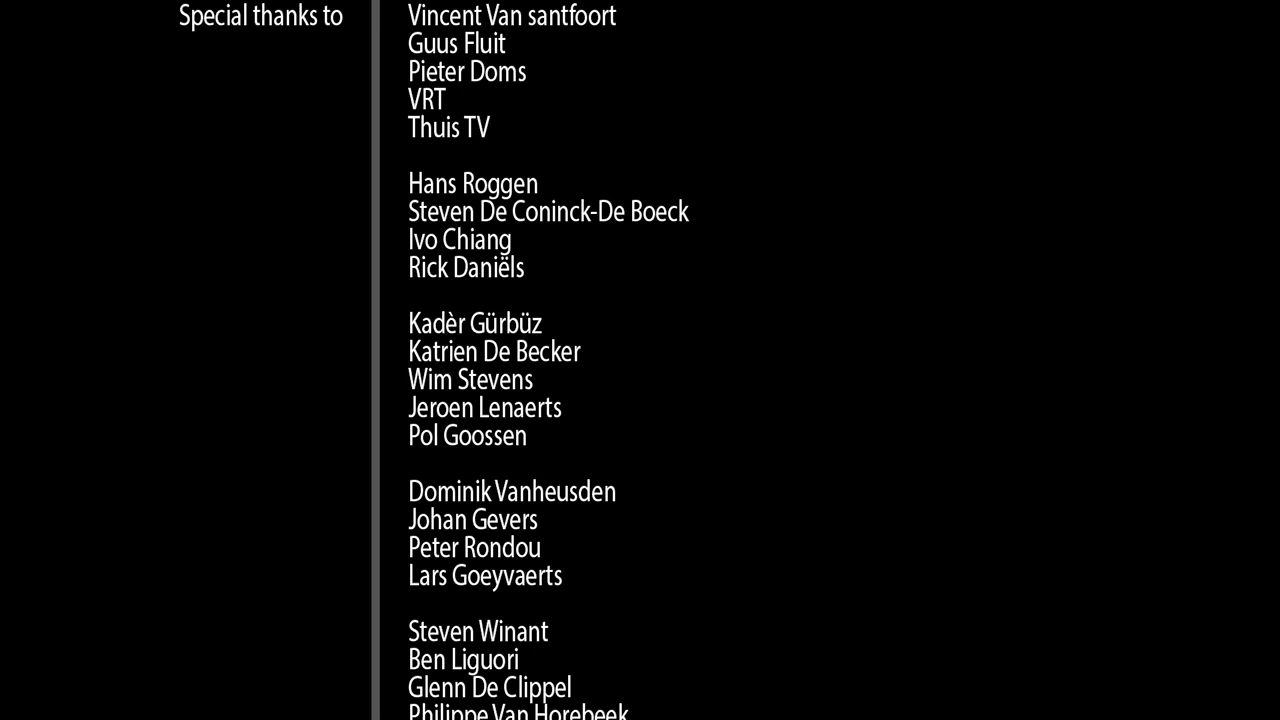 Special thanks to
Vincent Van santfoort
Guus Fluit
Pieter Doms
VRT
Thuis TV
Hans Roggen
Steven De Coninck-De Boeck
Ivo Chiang
Rick Daniëls
Kadèr Gürbüz
Katrien De Becker
Wim Stevens
Jeroen Lenaerts
Pol Goossen
Dominik Vanheusden
Johan Gevers
Peter Rondou
Lars Goeyvaerts
Steven Winant
Ben Liguori
Glenn De Clippel
Philippe Van Horebeek